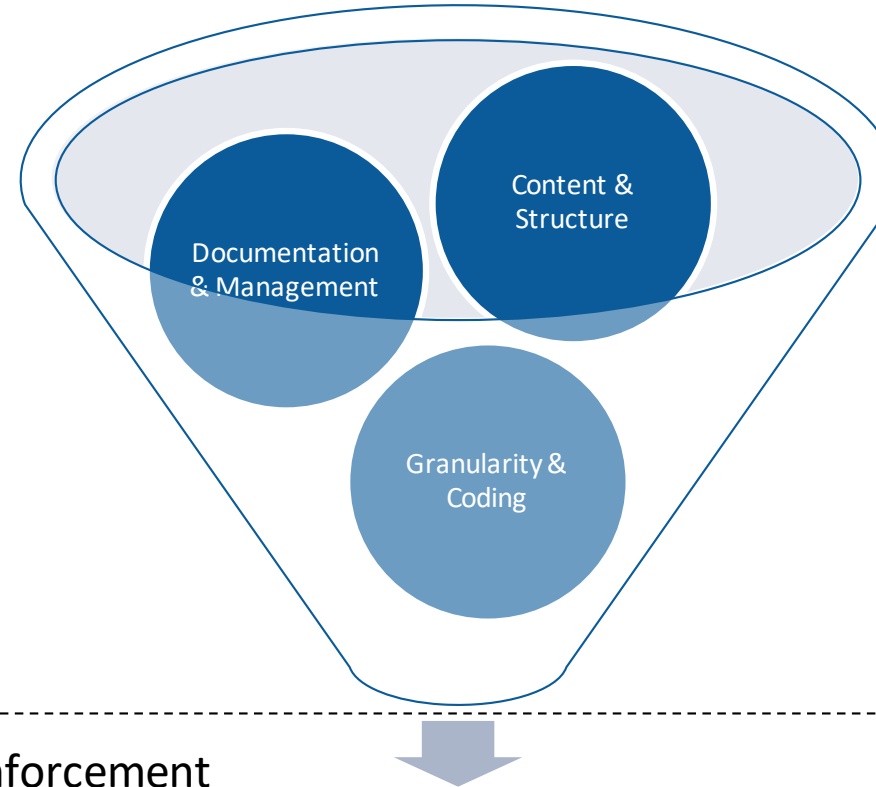 Content &
Structure
Documentation
& Management
Granularity &
Coding
nforcement